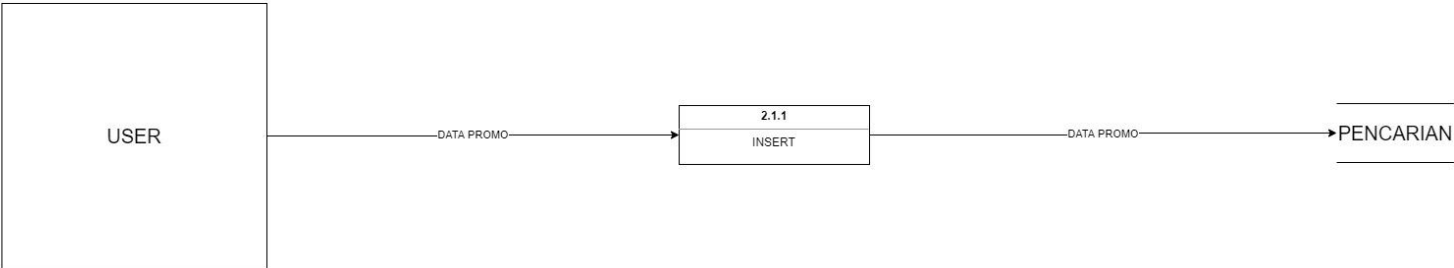 USER
DATA PROMO
2.1.1
INSERT
DATA PROMO
PENCARIAN